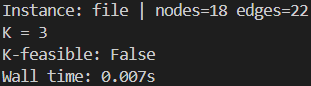 Instance: file | nodes=18 edges=22
K = 3
K-feasible: False
Wall time: 0.007s